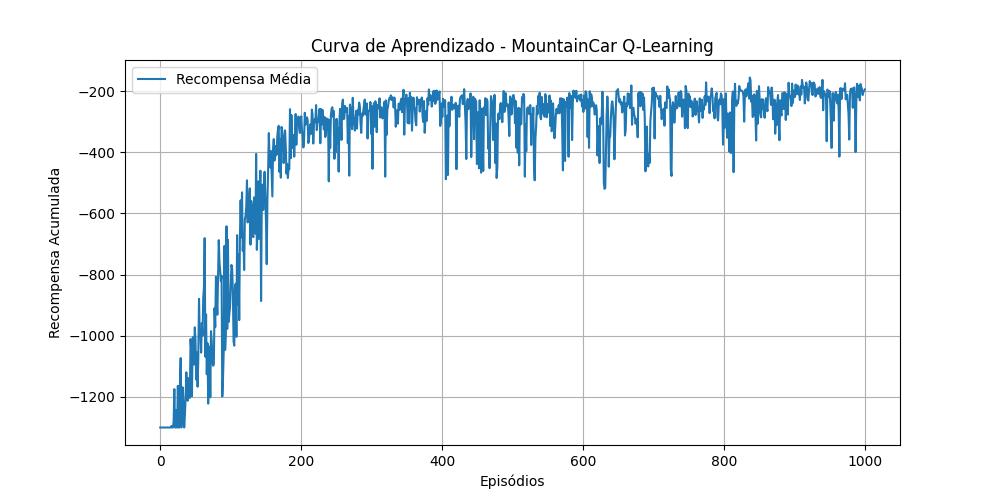 Curva de Aprendizado - MountainCar Q-Learning
Recompensa Média
−200
−400
−600
−800
−1000
−1200
Recompensa Acumulada
0 200 400 600 800 1000
Episódios